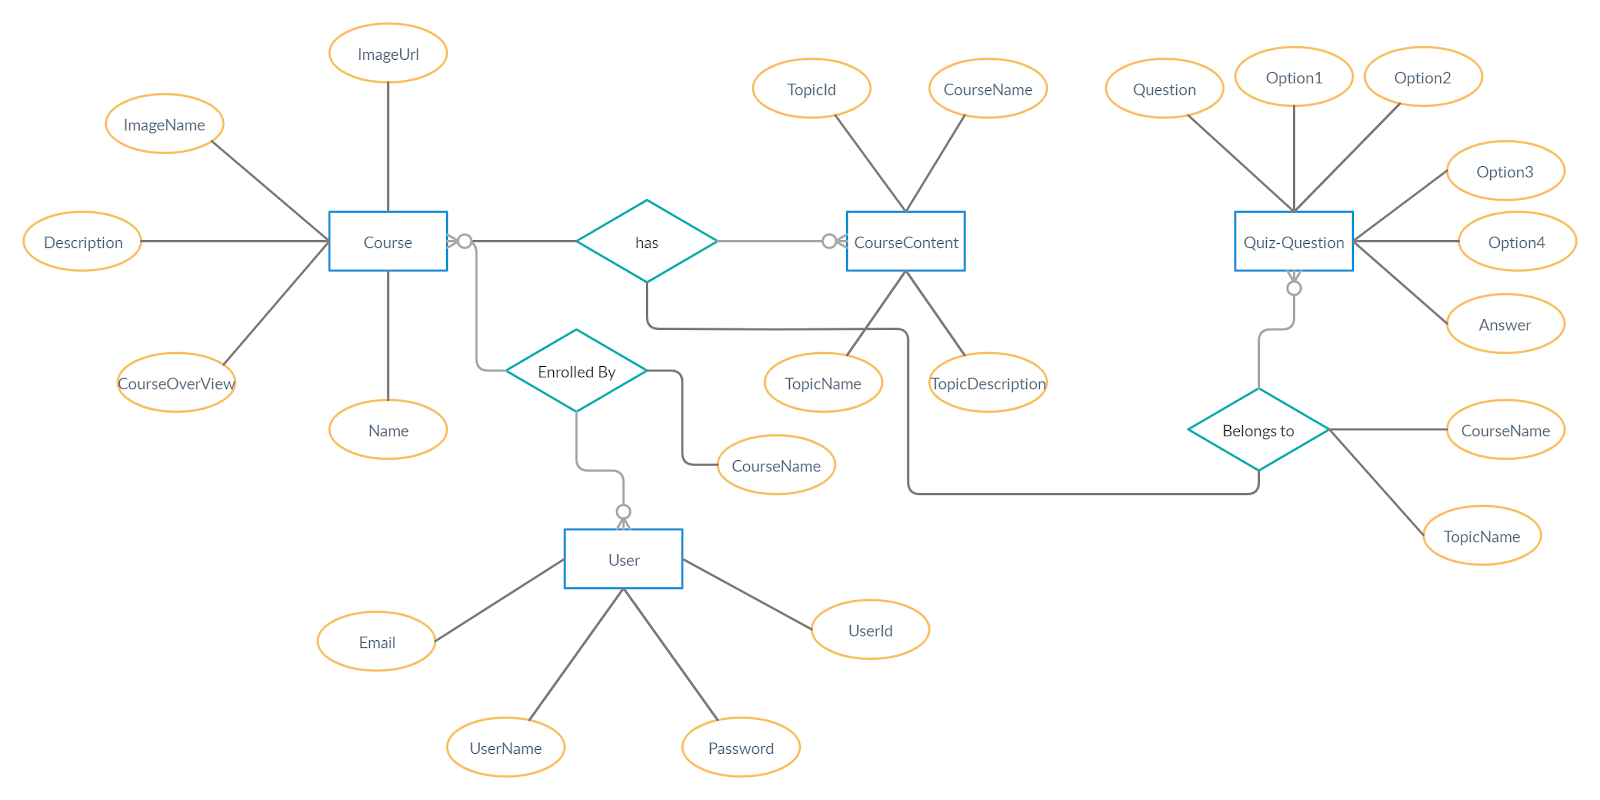 ImageUrl
ImageName
Description
CourseOverView
Name
Course
has
TopicId
CourseName
CourseContent
TopicName
TopicDescription
Enrolled By
CourseName
User
Email
UserName
Password
UserId
Question
Option1
Option2
Option3
Option4
Answer
Quiz-Question
Belongs to
CourseName
TopicName